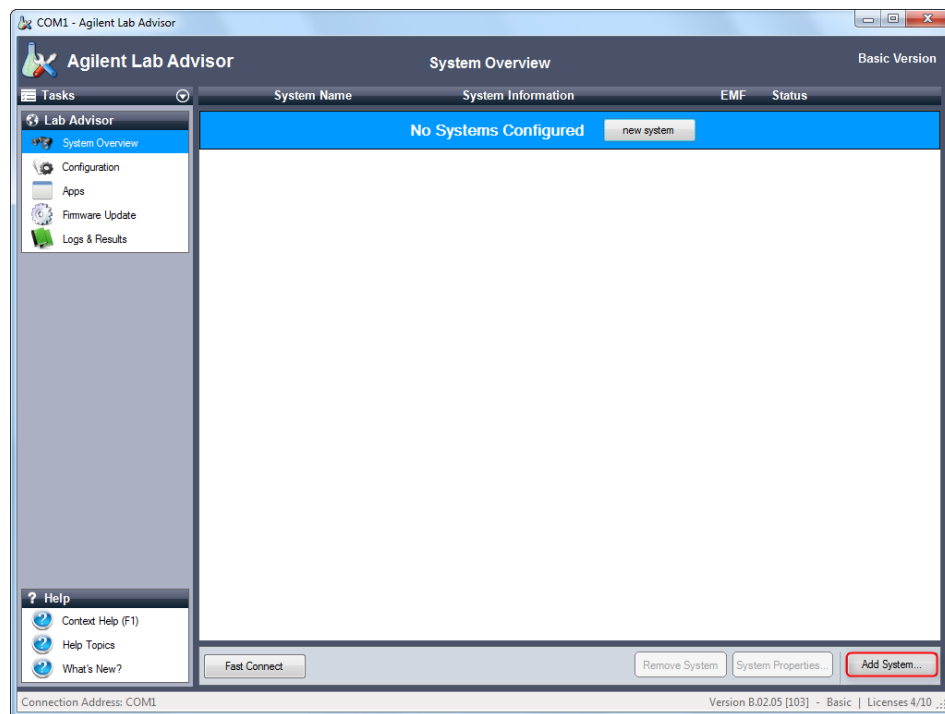 COM1 - Agilent Lab Advisor
Agilent Lab Advisor
System Overview
Basic Version
Tasks
System Name
System Information
EMF
Status
Lab Advisor
No Systems Configured
new system
System Overview
Configuration
Apps
Firmware Update
Logs & Results
? Help
Context Help (F1)
Help Topics
What's New?
Fast Connect
Remove System
System Properties...
Add System...
Connection Address: COM1
Version B.02.05 [103] - Basic | Licenses 4/10